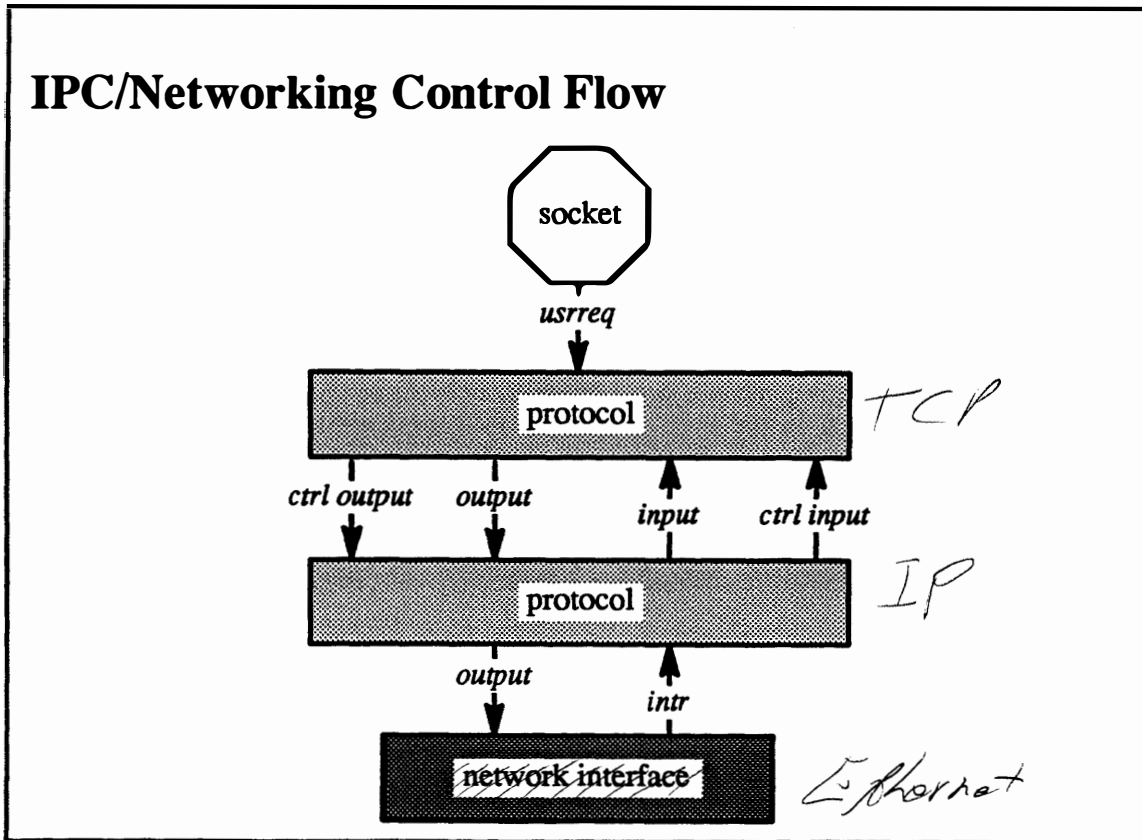 IPC/Networking Control Flow
socket
usrreq
protocol TCP
ctrl output output input ctrl input
protocol IP
output
intr
network interface Ethernet